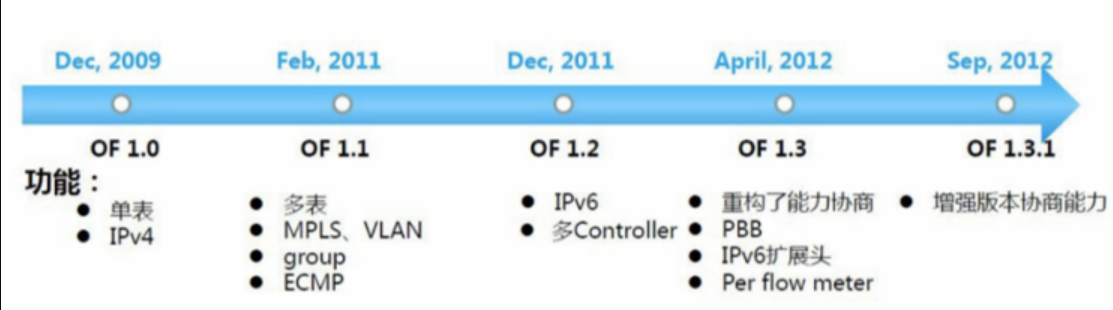 Dec, 2009
Feb, 2011
Dec, 2011
April, 2012
Sep, 2012
OF 1.0
OF 1.1
OF 1.2
OF 1.3
OF 1.3.1
功能：
● 单表
● IPv4
● 多表
● MPLS、VLAN
● group
● ECMP
● IPv6
● 多Controller
● 重构了能力协商
● PBB
● IPv6扩展头
● Per flow meter
● 增强版本协商能力